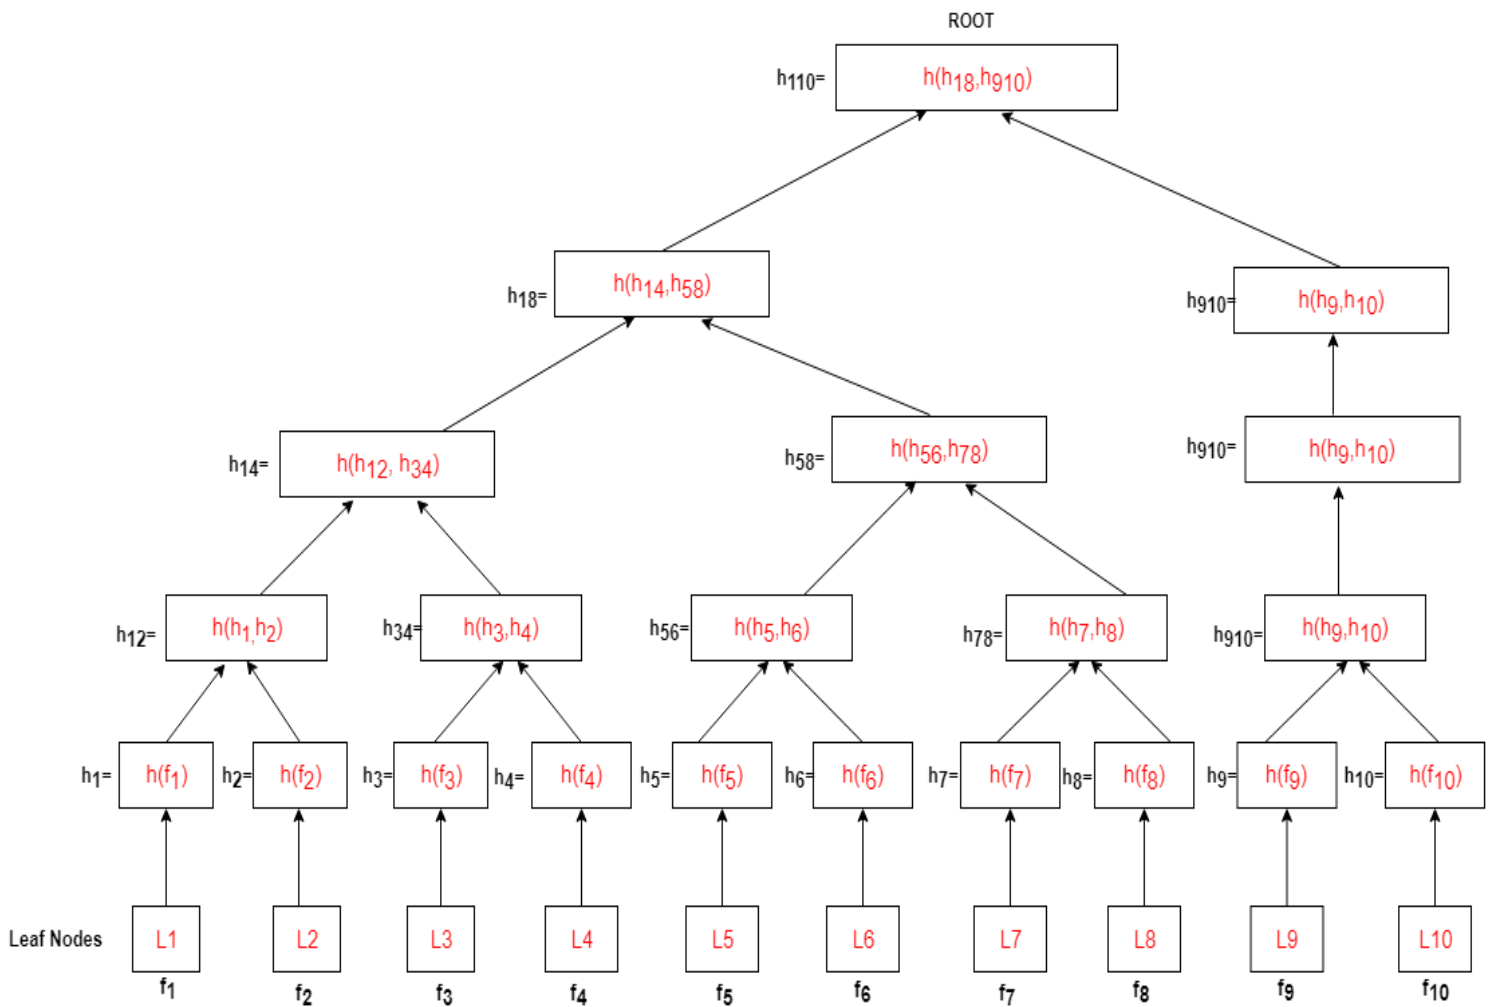 ROOT
h110= h(h18,h910)
h18= h(h14,h58)
h910= h(h9,h10)
h14= h(h12, h34)
h58= h(h56,h78)
h910= h(h9,h10)
h12= h(h1,h2)
h34= h(h3,h4)
h56= h(h5,h6)
h78= h(h7,h8)
h910= h(h9,h10)
h1= h(f1)
h2= h(f2)
h3= h(f3)
h4= h(f4)
h5= h(f5)
h6= h(f6)
h7= h(f7)
h8= h(f8)
h9= h(f9)
h10= h(f10)
Leaf Nodes
L1
L2
L3
L4
L5
L6
L7
L8
L9
L10
f1
f2
f3
f4
f5
f6
f7
f8
f9
f10